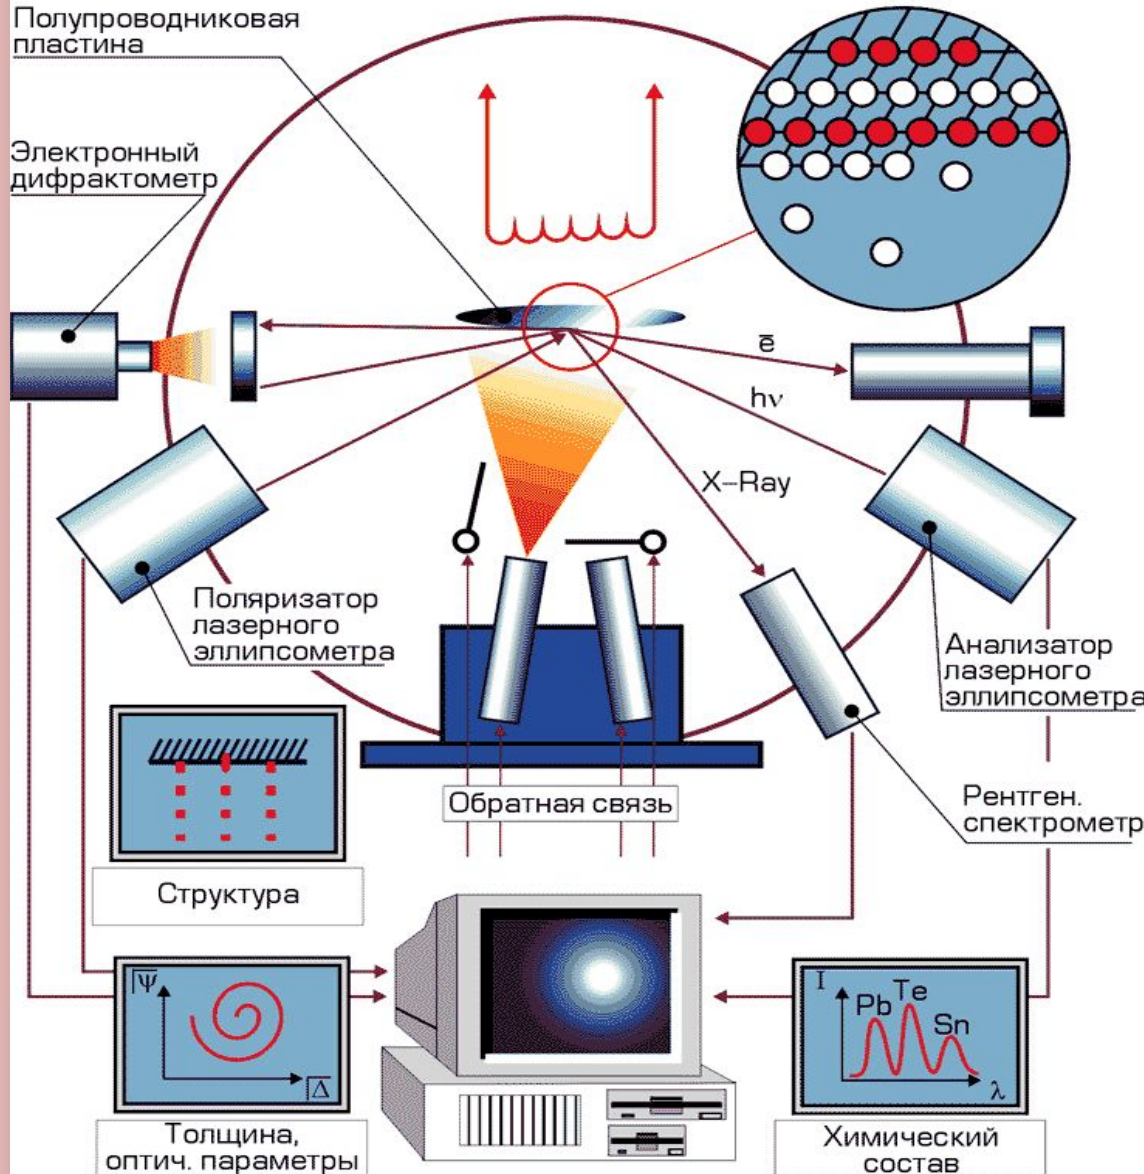 Полупроводниковая
пластина
Электронный
дифрактометр
e̅
hν
X–Ray
Поляризатор
лазерного
эллипсометра
Анализатор
лазерного
эллипсометра
Обратная связь
Рентген.
спектрометр
Структура
Ψ
Δ
Толщина,
оптич. параметры
I
Pb Te Sn
λ
Химический
состав